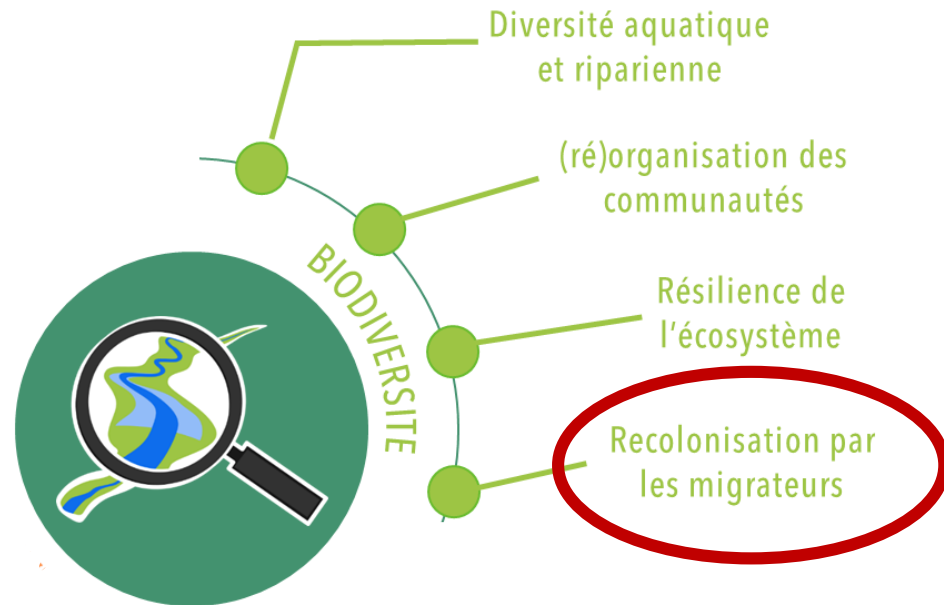 Diversité aquatique
et riparienne
(ré)organisation des
communautés
BIODIVERSITE
Résilience de
l'écosystème
Recolonisation par
les migrateurs